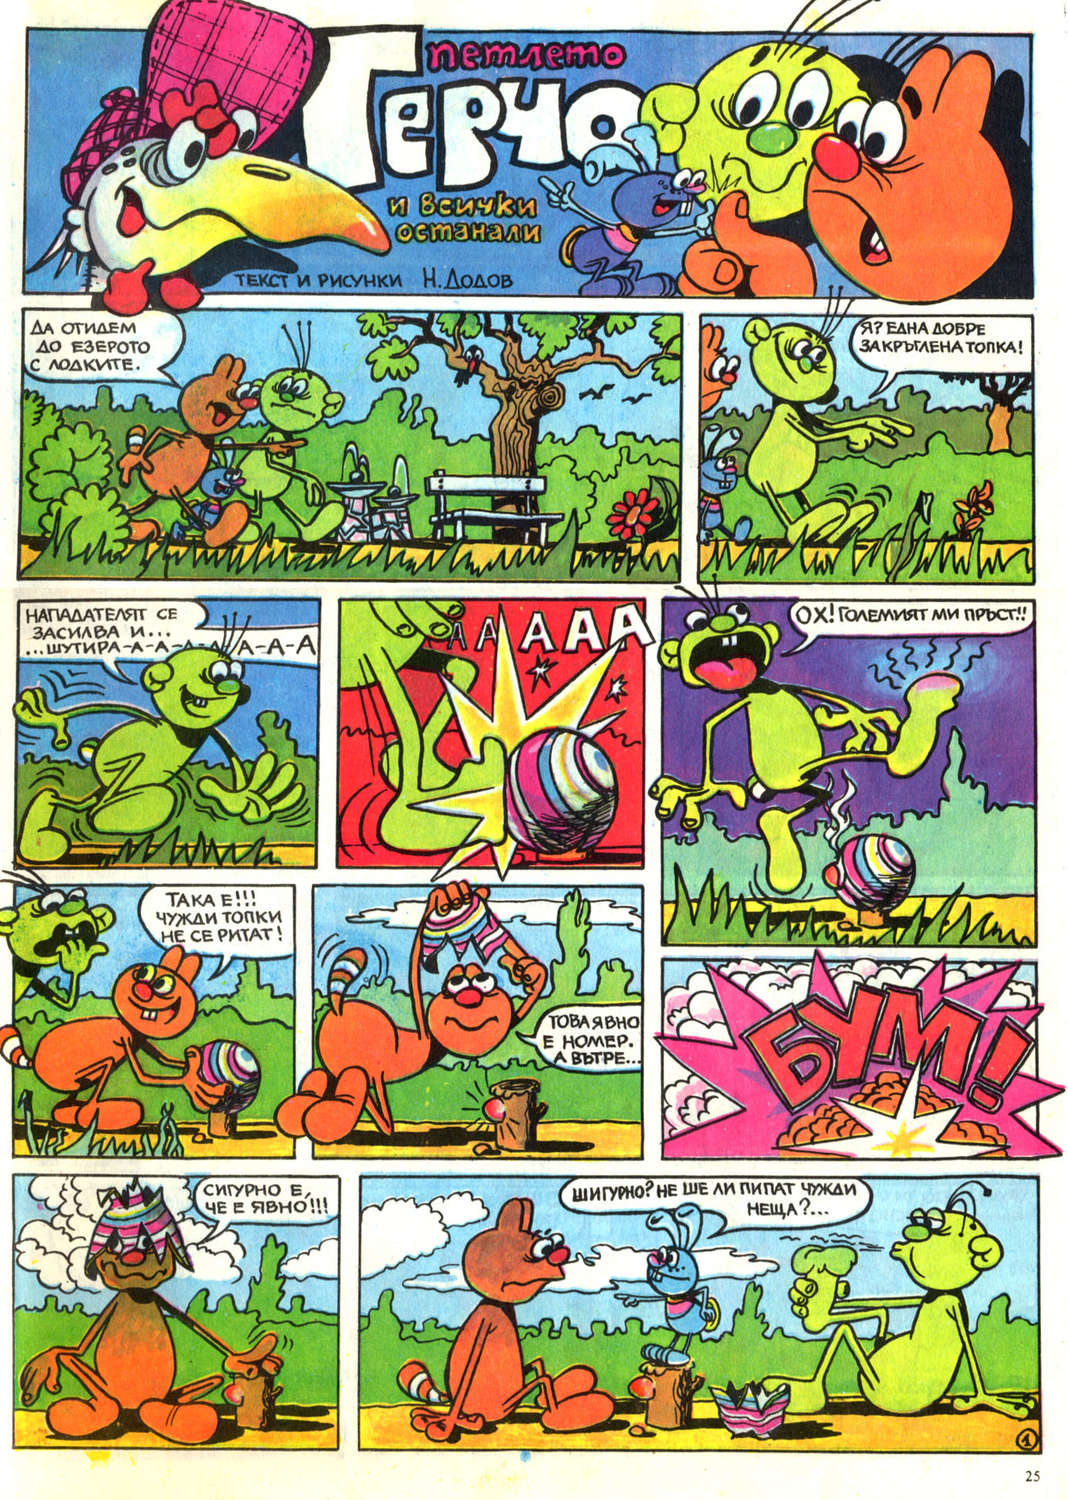 петлето
Герчо
и всички
останали
ТЕКСТ И РИСУНКИ Н. ДОДОВ
ДА ОТИДЕМ
ДО ЕЗЕРОТО
С ЛОДКИТЕ.
Я? ЕДНА ДОБРЕ
ЗАКРЪГЛЕНА ТОПКА!
НАПАДАТЕЛЯТ СЕ
ЗАСИЛВА И...
...ШУТИРА-А-А-А-А-А-А-А
А А А А А
ОХ! ГОЛЕМИЯТ МИ ПРЪСТ!!
ТАКА Е!!!
ЧУЖДИ ТОПКИ
НЕ СЕ РИТАТ!
ТОВА ЯВНО
Е НОМЕР.
А ВЪТРЕ...
БУМ!
СИГУРНО Е,
ЧЕ Е ЯВНО!!!
ШИГУРНО? НЕ ШЕ ЛИ ПИПАТ ЧУЖДИ
НЕЩА?...
1
25